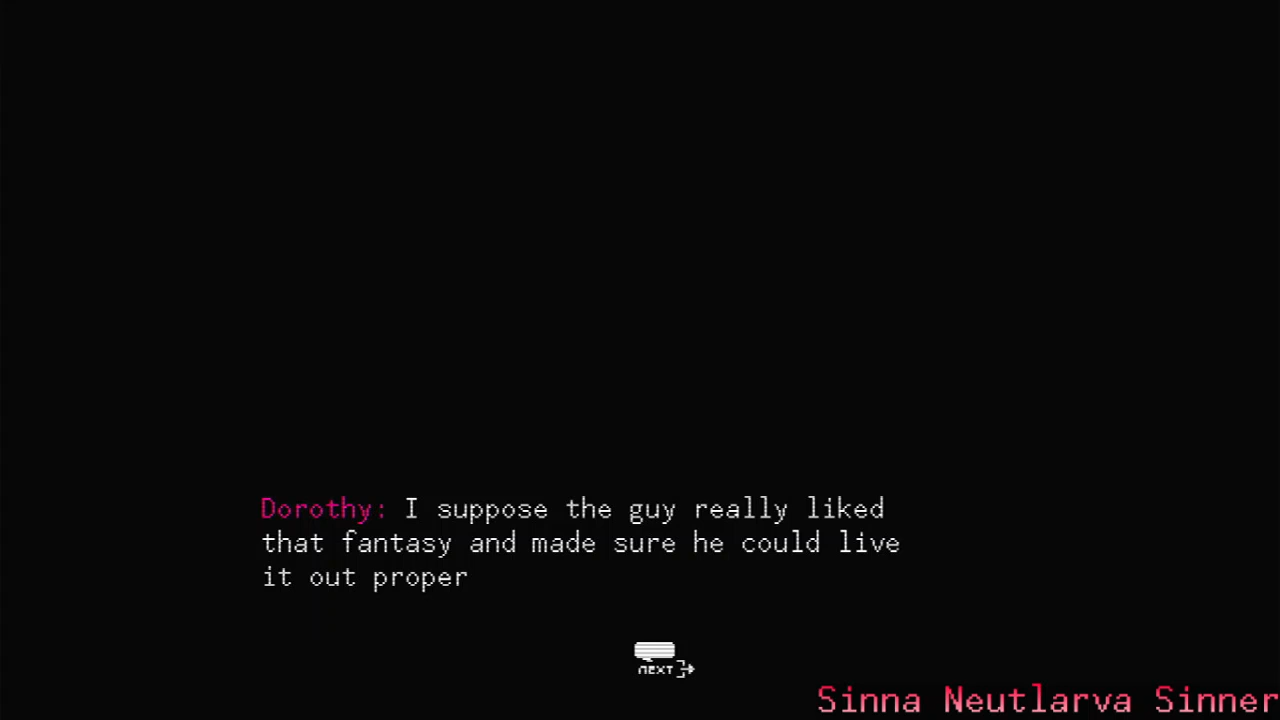 Dorothy: I suppose the guy really liked
that fantasy and made sure he could live
it out proper
NEXT
Sinna Neutlarva Sinner